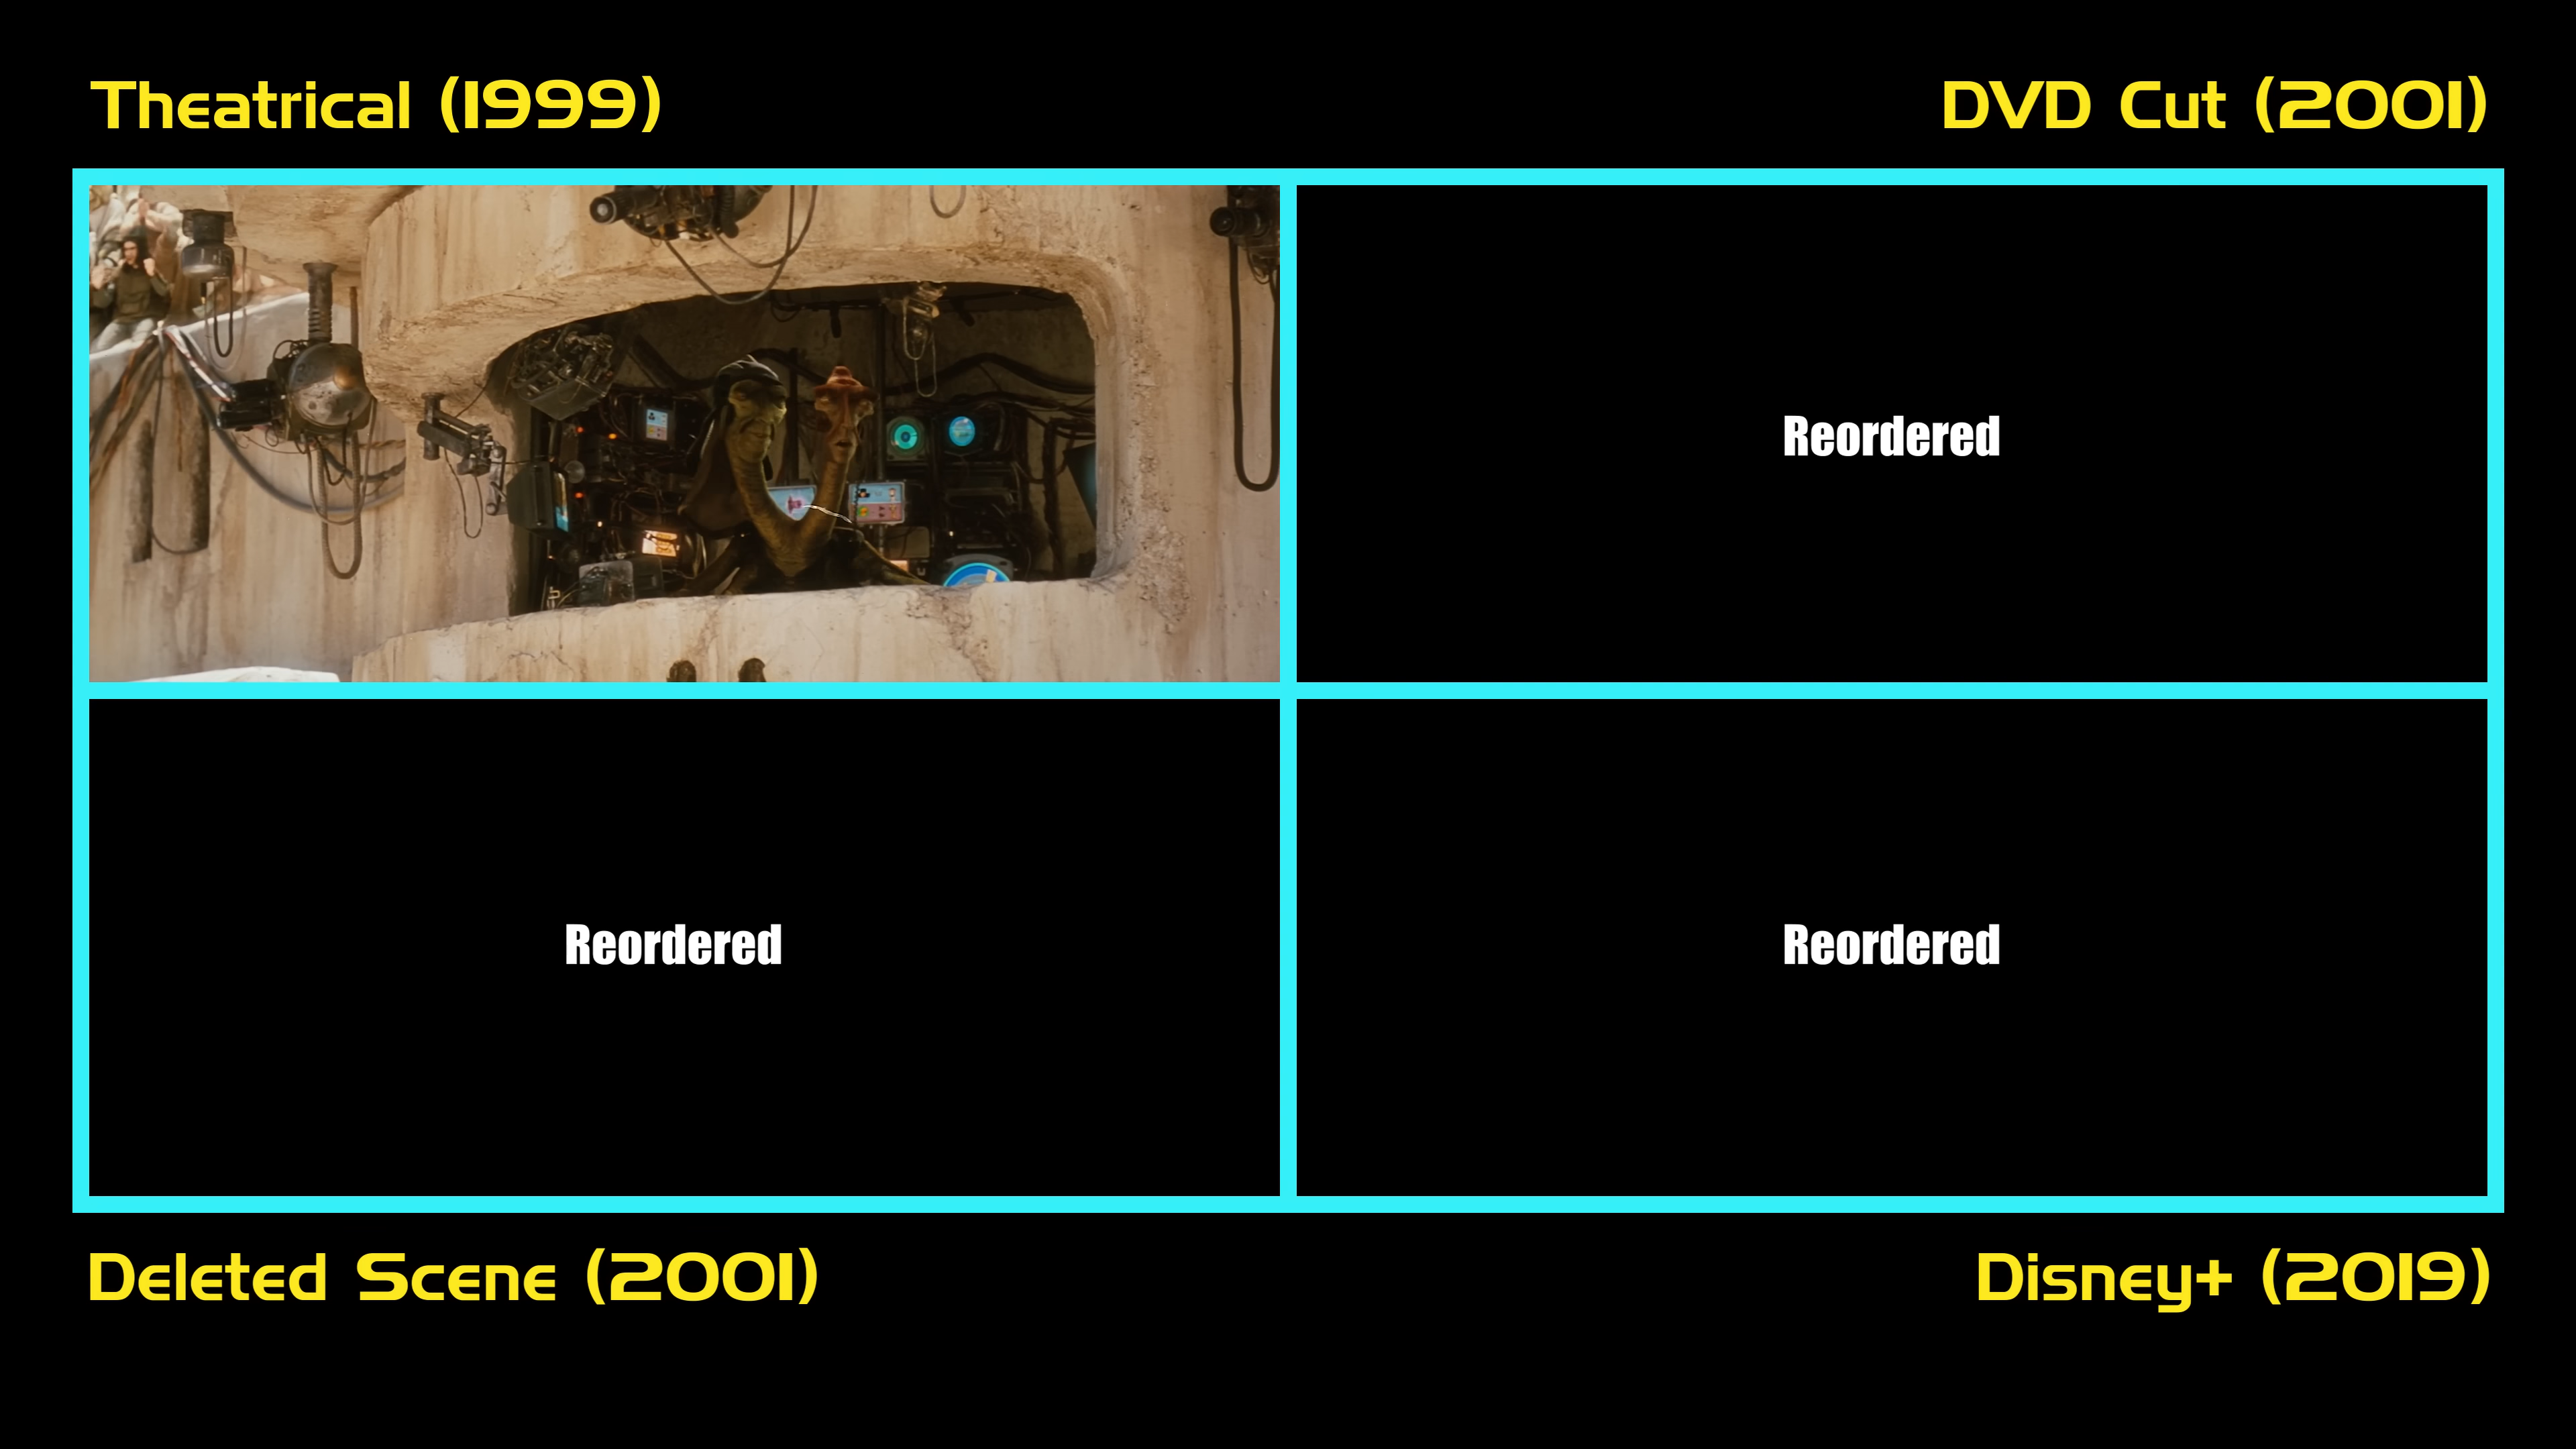 Theatrical (1999)
DVD Cut (2001)
Reordered
Reordered
Reordered
Deleted Scene (2001)
Disney+ (2019)